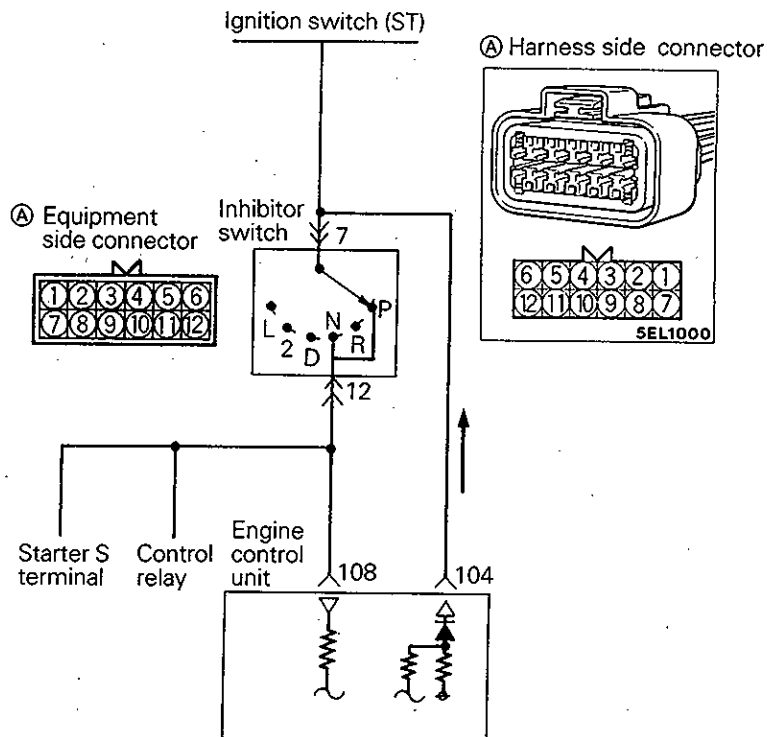 Ignition switch (ST)
Ⓐ Harness side connector
Ⓐ Equipment
side connector
Inhibitor
switch
7
① ② ③ ④ ⑤ ⑥
⑦ ⑧ ⑨ ⑩ ⑪ ⑫
⑥ ⑤ ④ ③ ② ①
⑫ ⑪ ⑩ ⑨ ⑧ ⑦
5EL1000
P
R
N
D
2
L
12
Starter S
terminal
Control
relay
Engine
control
unit
108
104